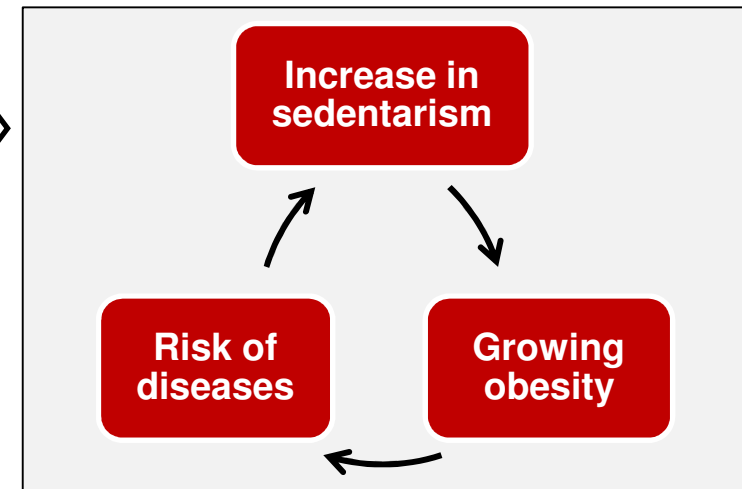 Increase in
sedentarism
Risk of
diseases
Growing
obesity